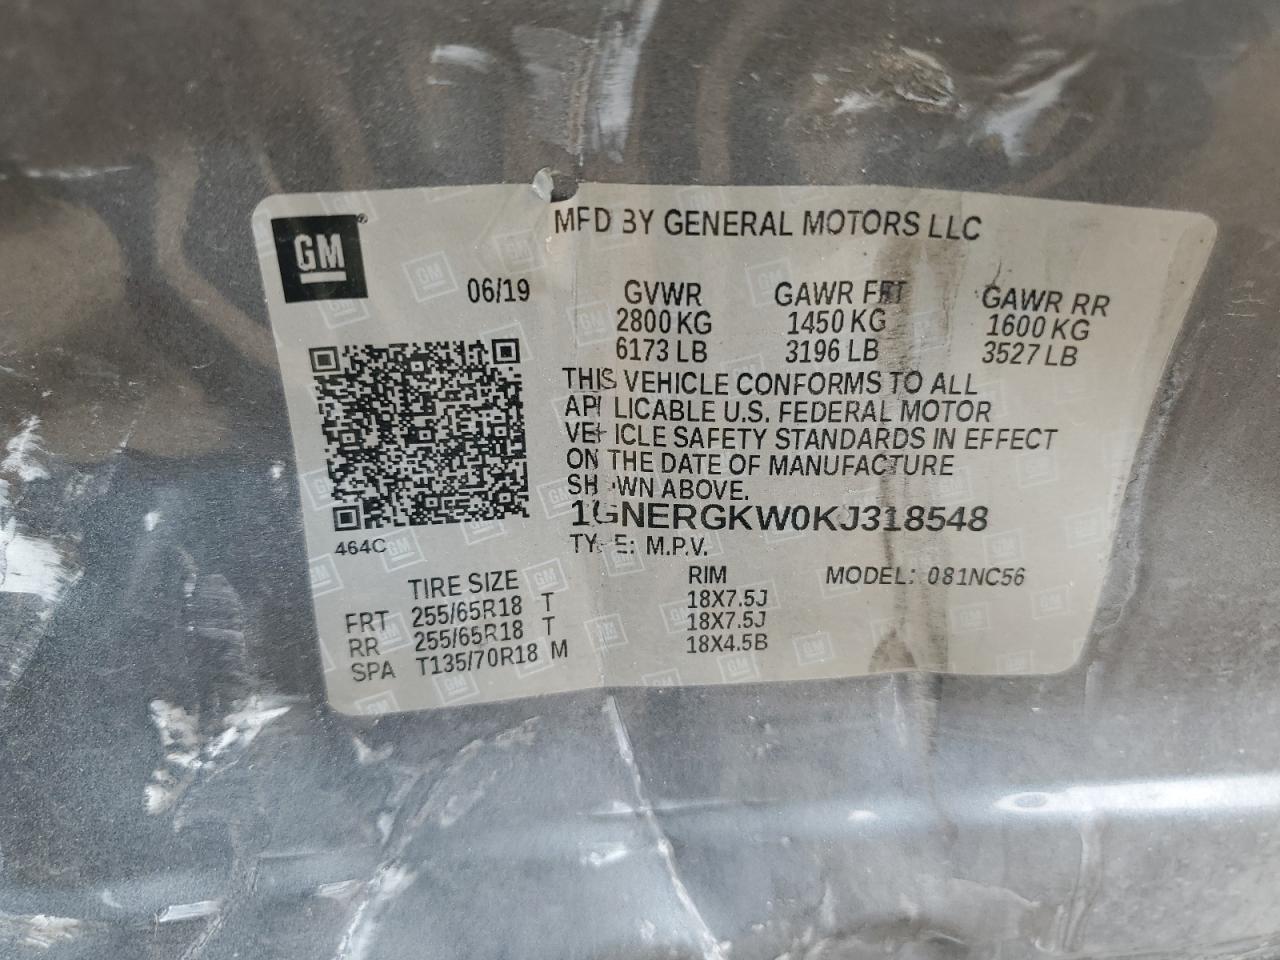 MFD BY GENERAL MOTORS LLC
GM
06/19
GVWR GAWR FRT GAWR RR
2800 KG 1450 KG 1600 KG
6173 LB 3196 LB 3527 LB
THIS VEHICLE CONFORMS TO ALL
APPLICABLE U.S. FEDERAL MOTOR
VEHICLE SAFETY STANDARDS IN EFFECT
ON THE DATE OF MANUFACTURE
SHOWN ABOVE.
1GNERGKW0KJ318548
TYPE: M.P.V.
464C
TIRE SIZE RIM MODEL: 081NC56
FRT 255/65R18 T 18X7.5J
RR 255/65R18 T 18X7.5J
SPA T135/70R18 M 18X4.5B